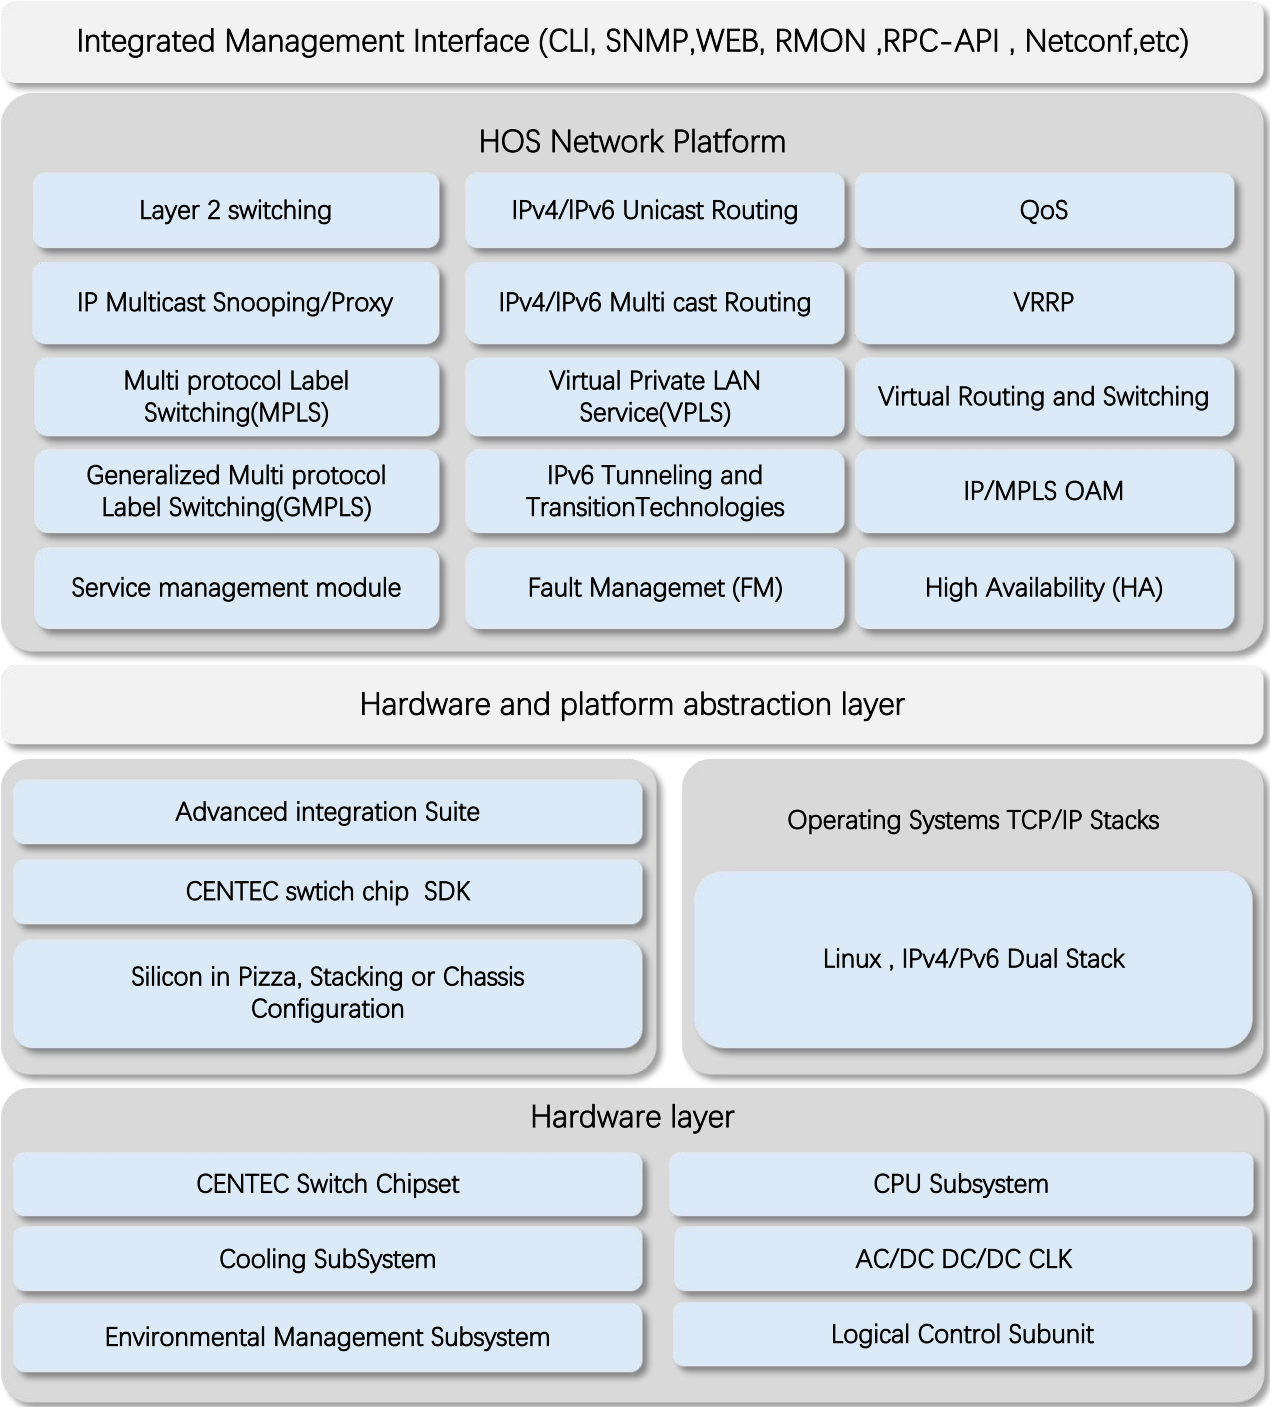 Integrated Management Interface (CLI, SNMP,WEB, RMON ,RPC-API , Netconf,etc)
HOS Network Platform
Layer 2 switching
IPv4/IPv6 Unicast Routing
QoS
IP Multicast Snooping/Proxy
IPv4/IPv6 Multi cast Routing
VRRP
Multi protocol Label
Switching(MPLS)
Virtual Private LAN
Service(VPLS)
Virtual Routing and Switching
Generalized Multi protocol
Label Switching(GMPLS)
IPv6 Tunneling and
TransitionTechnologies
IP/MPLS OAM
Service management module
Fault Managemet (FM)
High Availability (HA)
Hardware and platform abstraction layer
Advanced integration Suite
CENTEC swtich chip  SDK
Silicon in Pizza, Stacking or Chassis
Configuration
Operating Systems TCP/IP Stacks
Linux , IPv4/Pv6 Dual Stack
Hardware layer
CENTEC Switch Chipset
CPU Subsystem
Cooling SubSystem
AC/DC DC/DC CLK
Environmental Management Subsystem
Logical Control Subunit